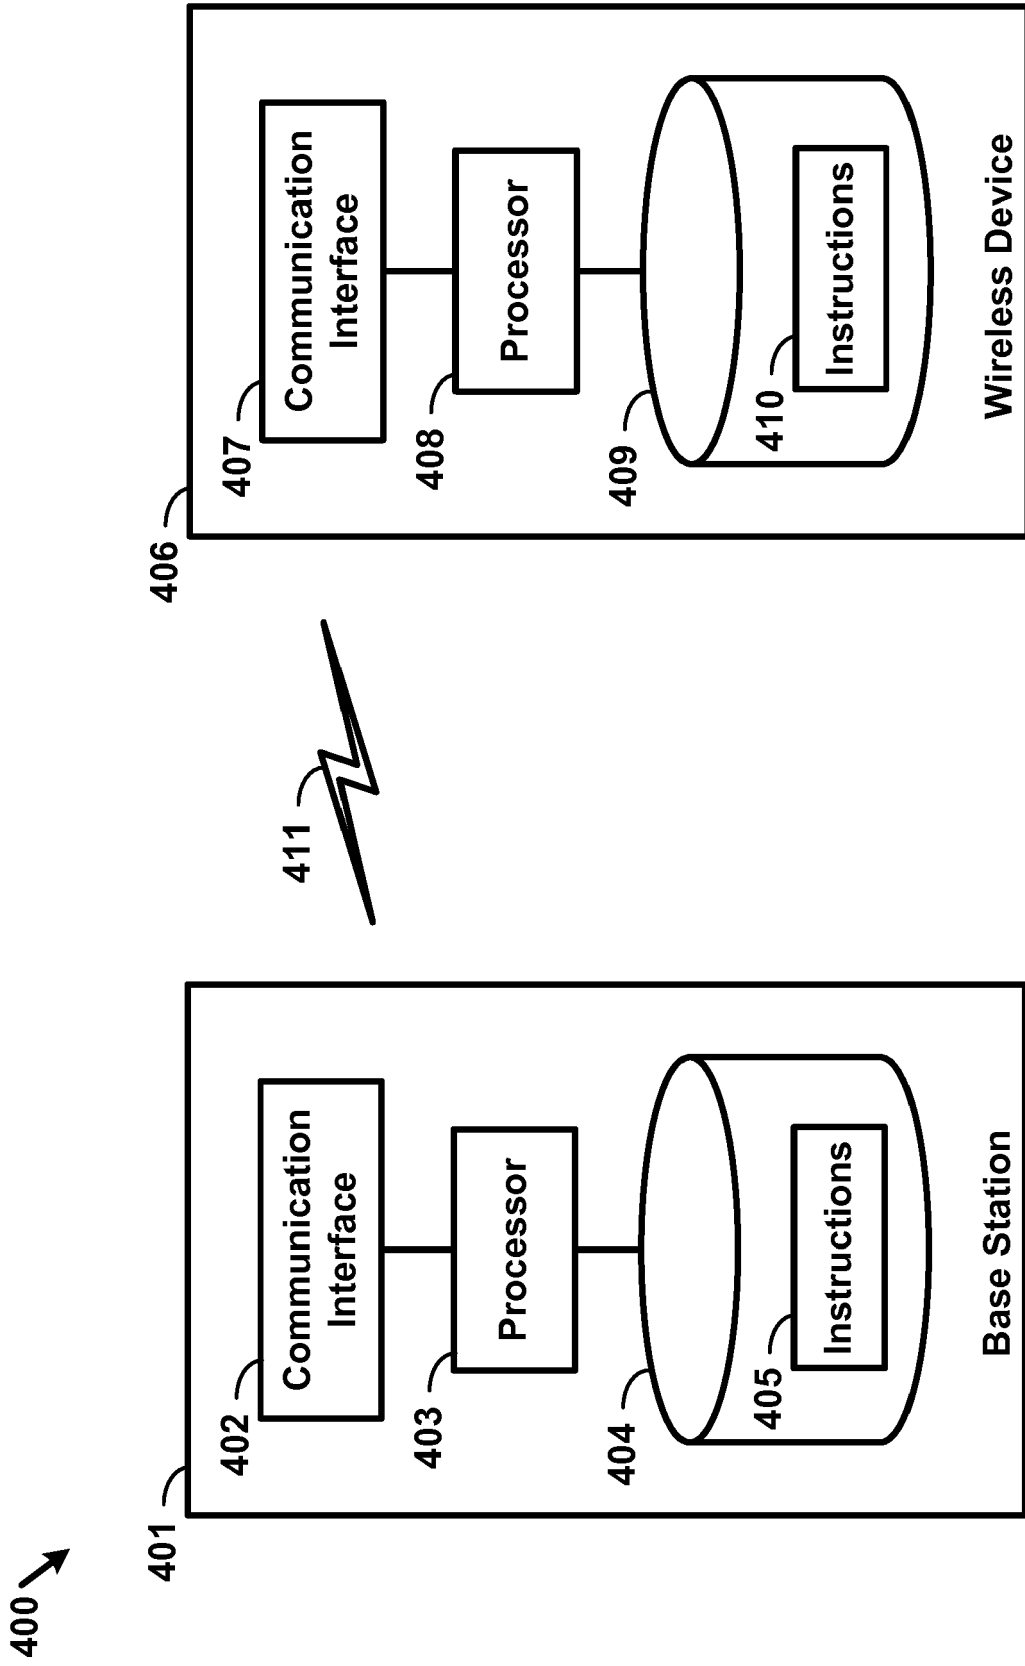 400
401
402
Communication
Interface
403
Processor
404
405
Instructions
Base Station
411
406
407
Communication
Interface
408
Processor
409
410
Instructions
Wireless Device